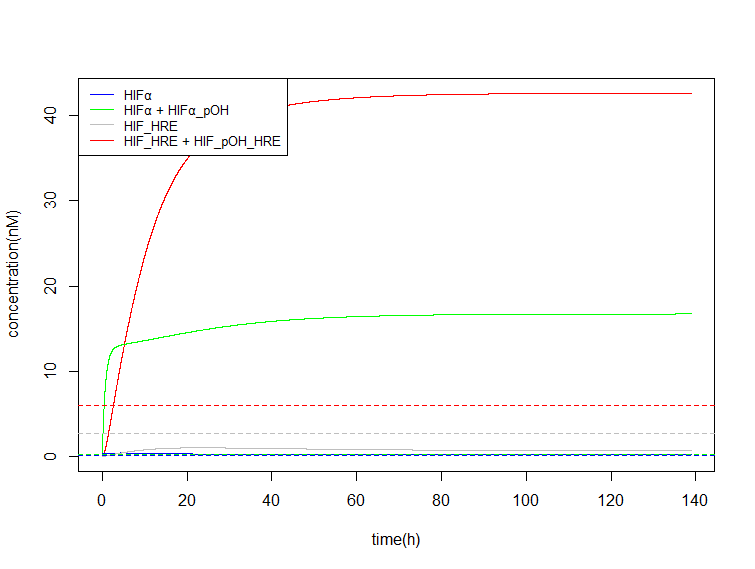 HIFα
HIFα + HIFα_pOH
HIF_HRE
HIF_HRE + HIF_pOH_HRE
concentration(nM)
40
30
20
10
0
0 20 40 60 80 100 120 140
time(h)